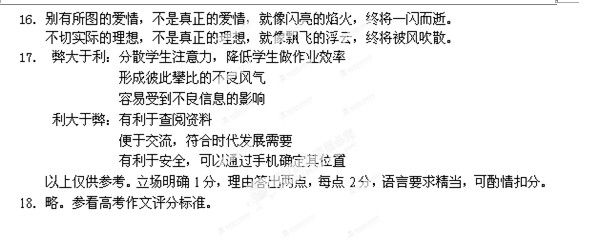 16. 别有所图的爱情，不是真正的爱情，就像闪亮的焰火，终将一闪而逝。
不切实际的理想，不是真正的理想，就像飘飞的浮云，终将被风吹散。
17. 弊大于利：分散学生注意力，降低学生做作业效率
形成彼此攀比的不良风气
容易受到不良信息的影响
利大于弊：有利于查阅资料
便于交流，符合时代发展需要
有利于安全，可以通过手机确定其位置
以上仅供参考。立场明确1分，理由答出两点，每点2分，语言要求精当，可酌情扣分。
18. 略。参看高考作文评分标准。